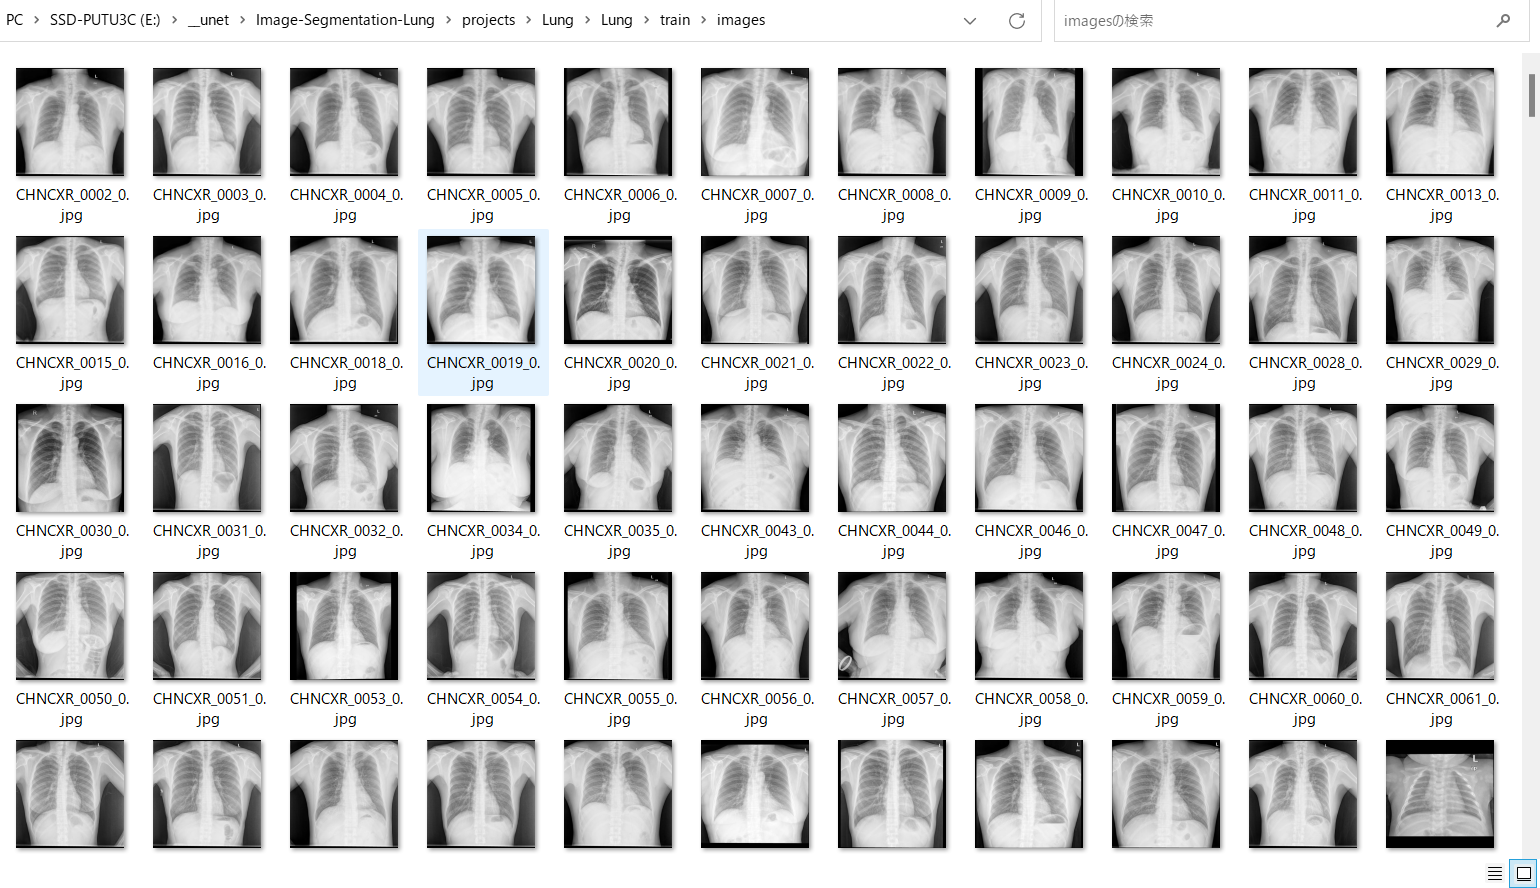 PC > SSD-PUTU3C (E:) > __unet > Image-Segmentation-Lung > projects > Lung > Lung > train > images
imagesの検索
CHNCXR_0002_0.jpg
CHNCXR_0003_0.jpg
CHNCXR_0004_0.jpg
CHNCXR_0005_0.jpg
CHNCXR_0006_0.jpg
CHNCXR_0007_0.jpg
CHNCXR_0008_0.jpg
CHNCXR_0009_0.jpg
CHNCXR_0010_0.jpg
CHNCXR_0011_0.jpg
CHNCXR_0013_0.jpg
CHNCXR_0015_0.jpg
CHNCXR_0016_0.jpg
CHNCXR_0018_0.jpg
CHNCXR_0019_0.jpg
CHNCXR_0020_0.jpg
CHNCXR_0021_0.jpg
CHNCXR_0022_0.jpg
CHNCXR_0023_0.jpg
CHNCXR_0024_0.jpg
CHNCXR_0028_0.jpg
CHNCXR_0029_0.jpg
CHNCXR_0030_0.jpg
CHNCXR_0031_0.jpg
CHNCXR_0032_0.jpg
CHNCXR_0034_0.jpg
CHNCXR_0035_0.jpg
CHNCXR_0043_0.jpg
CHNCXR_0044_0.jpg
CHNCXR_0046_0.jpg
CHNCXR_0047_0.jpg
CHNCXR_0048_0.jpg
CHNCXR_0049_0.jpg
CHNCXR_0050_0.jpg
CHNCXR_0051_0.jpg
CHNCXR_0053_0.jpg
CHNCXR_0054_0.jpg
CHNCXR_0055_0.jpg
CHNCXR_0056_0.jpg
CHNCXR_0057_0.jpg
CHNCXR_0058_0.jpg
CHNCXR_0059_0.jpg
CHNCXR_0060_0.jpg
CHNCXR_0061_0.jpg
L